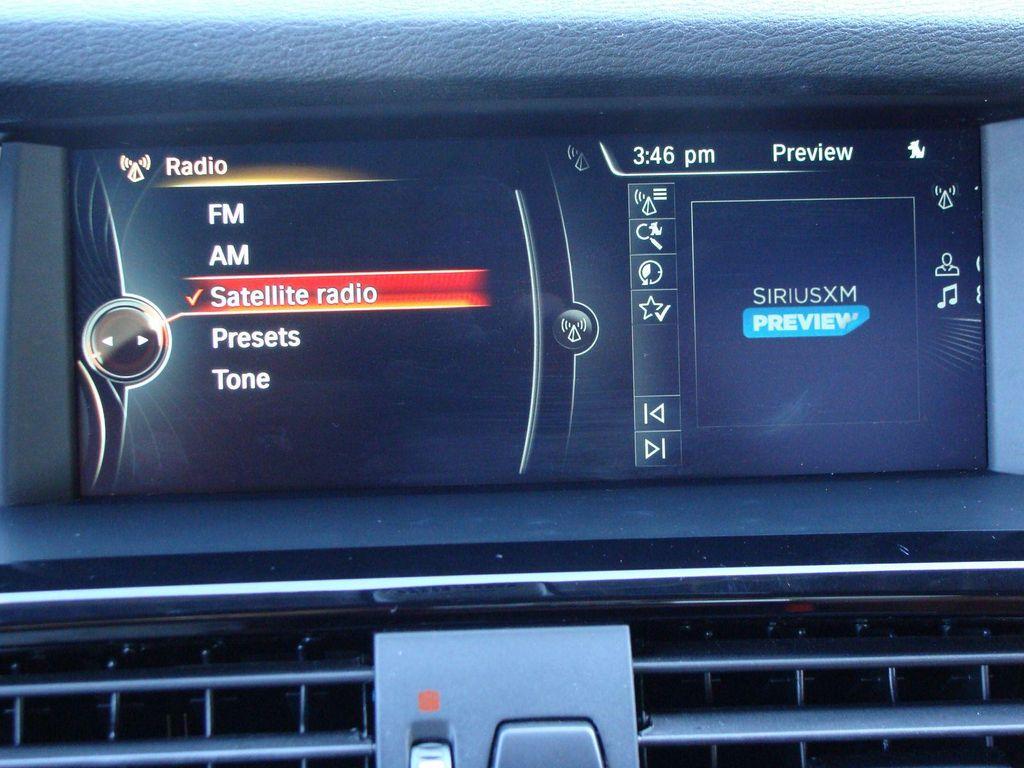 Radio
FM
AM
Satellite radio
Presets
Tone
3:46 pm
Preview
SIRIUSXM
PREVIEW